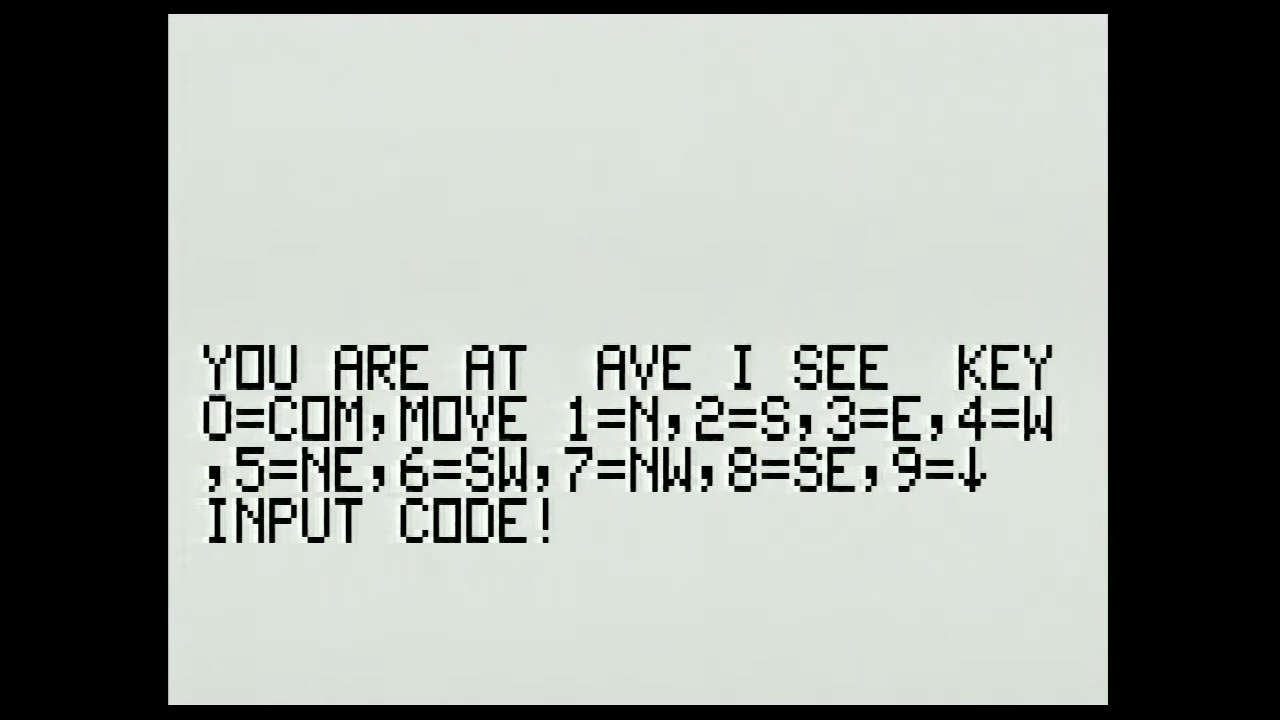 YOU ARE AT  AVE I SEE  KEY
0=COM,MOVE 1=N,2=S,3=E,4=W
,5=NE,6=SW,7=NW,8=SE,9=↓
INPUT CODE!